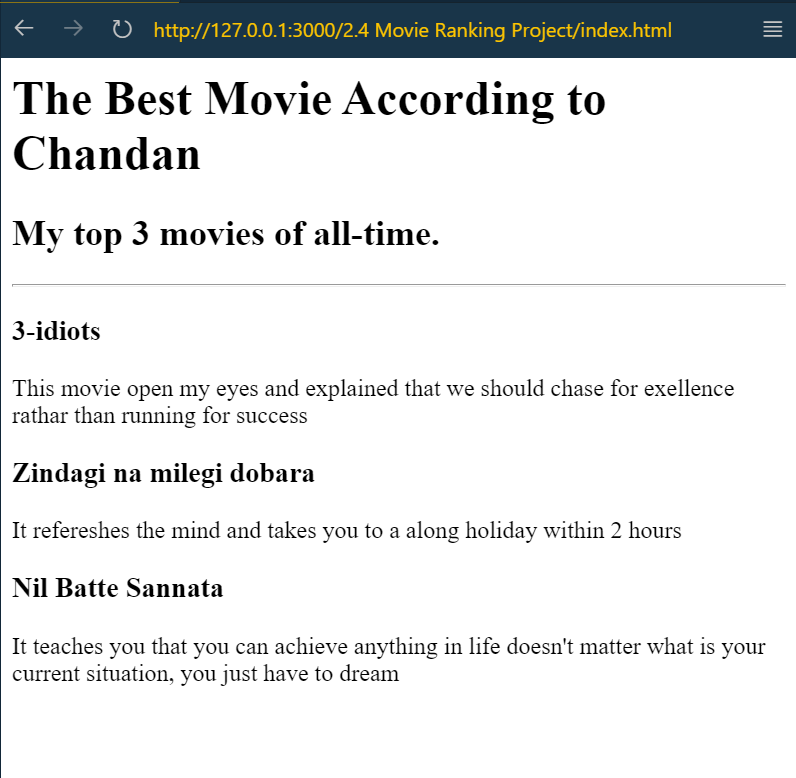 http://127.0.0.1:3000/2.4 Movie Ranking Project/index.html
The Best Movie According to
Chandan
My top 3 movies of all-time.
3-idiots
This movie open my eyes and explained that we should chase for exellence
rathar than running for success
Zindagi na milegi dobara
It refereshes the mind and takes you to a along holiday within 2 hours
Nil Batte Sannata
It teaches you that you can achieve anything in life doesn't matter what is your
current situation, you just have to dream